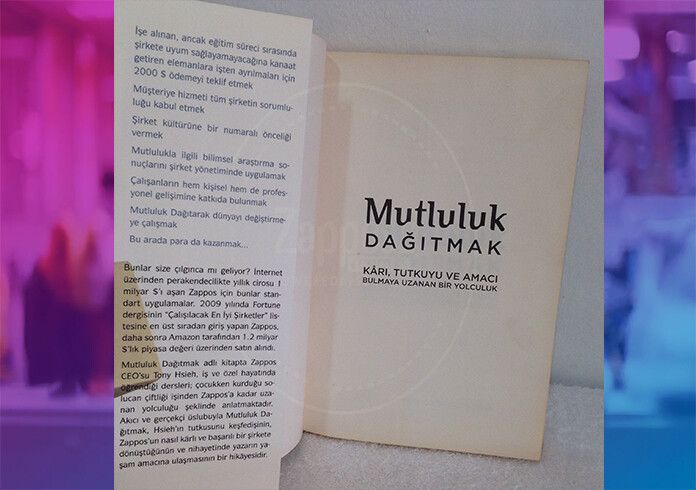 İşe alınan, ancak eğitim süreci sırasında
şirkete uyum sağlayamayacağına kanaat
getiren elemanlara işten ayrılmaları için
2000 $ ödemeyi teklif etmek
Müşteriye hizmeti tüm şirketin sorumlu-
luğu kabul etmek
Şirket kültürüne bir numaralı önceliği
vermek
Mutlulukla ilgili bilimsel araştırma so-
nuçlarını şirket yönetiminde uygulamak
Çalışanların hem kişisel hem de profes-
yonel gelişimine katkıda bulunmak
Mutluluk Dağıtarak dünyayı değiştirme-
ye çalışmak
Bu arada para da kazanmak...
Bunlar size çılgınca mı geliyor? İnternet
üzerinden perakendecilikte yıllık cirosu 1
milyar $'ı aşan Zappos için bunlar stan-
dart uygulamalar. 2009 yılında Fortune
dergisinin "Çalışılacak En İyi Şirketler" lis-
tesine en üst sıradan giriş yapan Zappos,
daha sonra Amazon tarafından 1.2 milyar
$'lık piyasa değeri üzerinden satın alındı.
Mutluluk Dağıtmak adlı kitapta Zappos
CEO'su Tony Hsieh, iş ve özel hayatında
öğrendiği dersleri; çocukken kurduğu so-
lucan çiftliği işinden Zappos'a kadar uza-
nan yolculuğu şeklinde anlatmaktadır.
Akıcı ve gerçekçi üslubuyla Mutluluk Da-
ğıtmak, Hsieh'ın tutkusunu keşfedişinin,
Zappos'un nasıl kârlı ve başarılı bir şirkete
dönüştüğünün ve nihayetinde yazarın ya-
şam amacına ulaşmasının bir hikâyesidir.
Mutluluk
DAĞITMAK
KÂRI, TUTKUYU VE AMACI
BULMAYA UZANAN BİR YOLCULUK